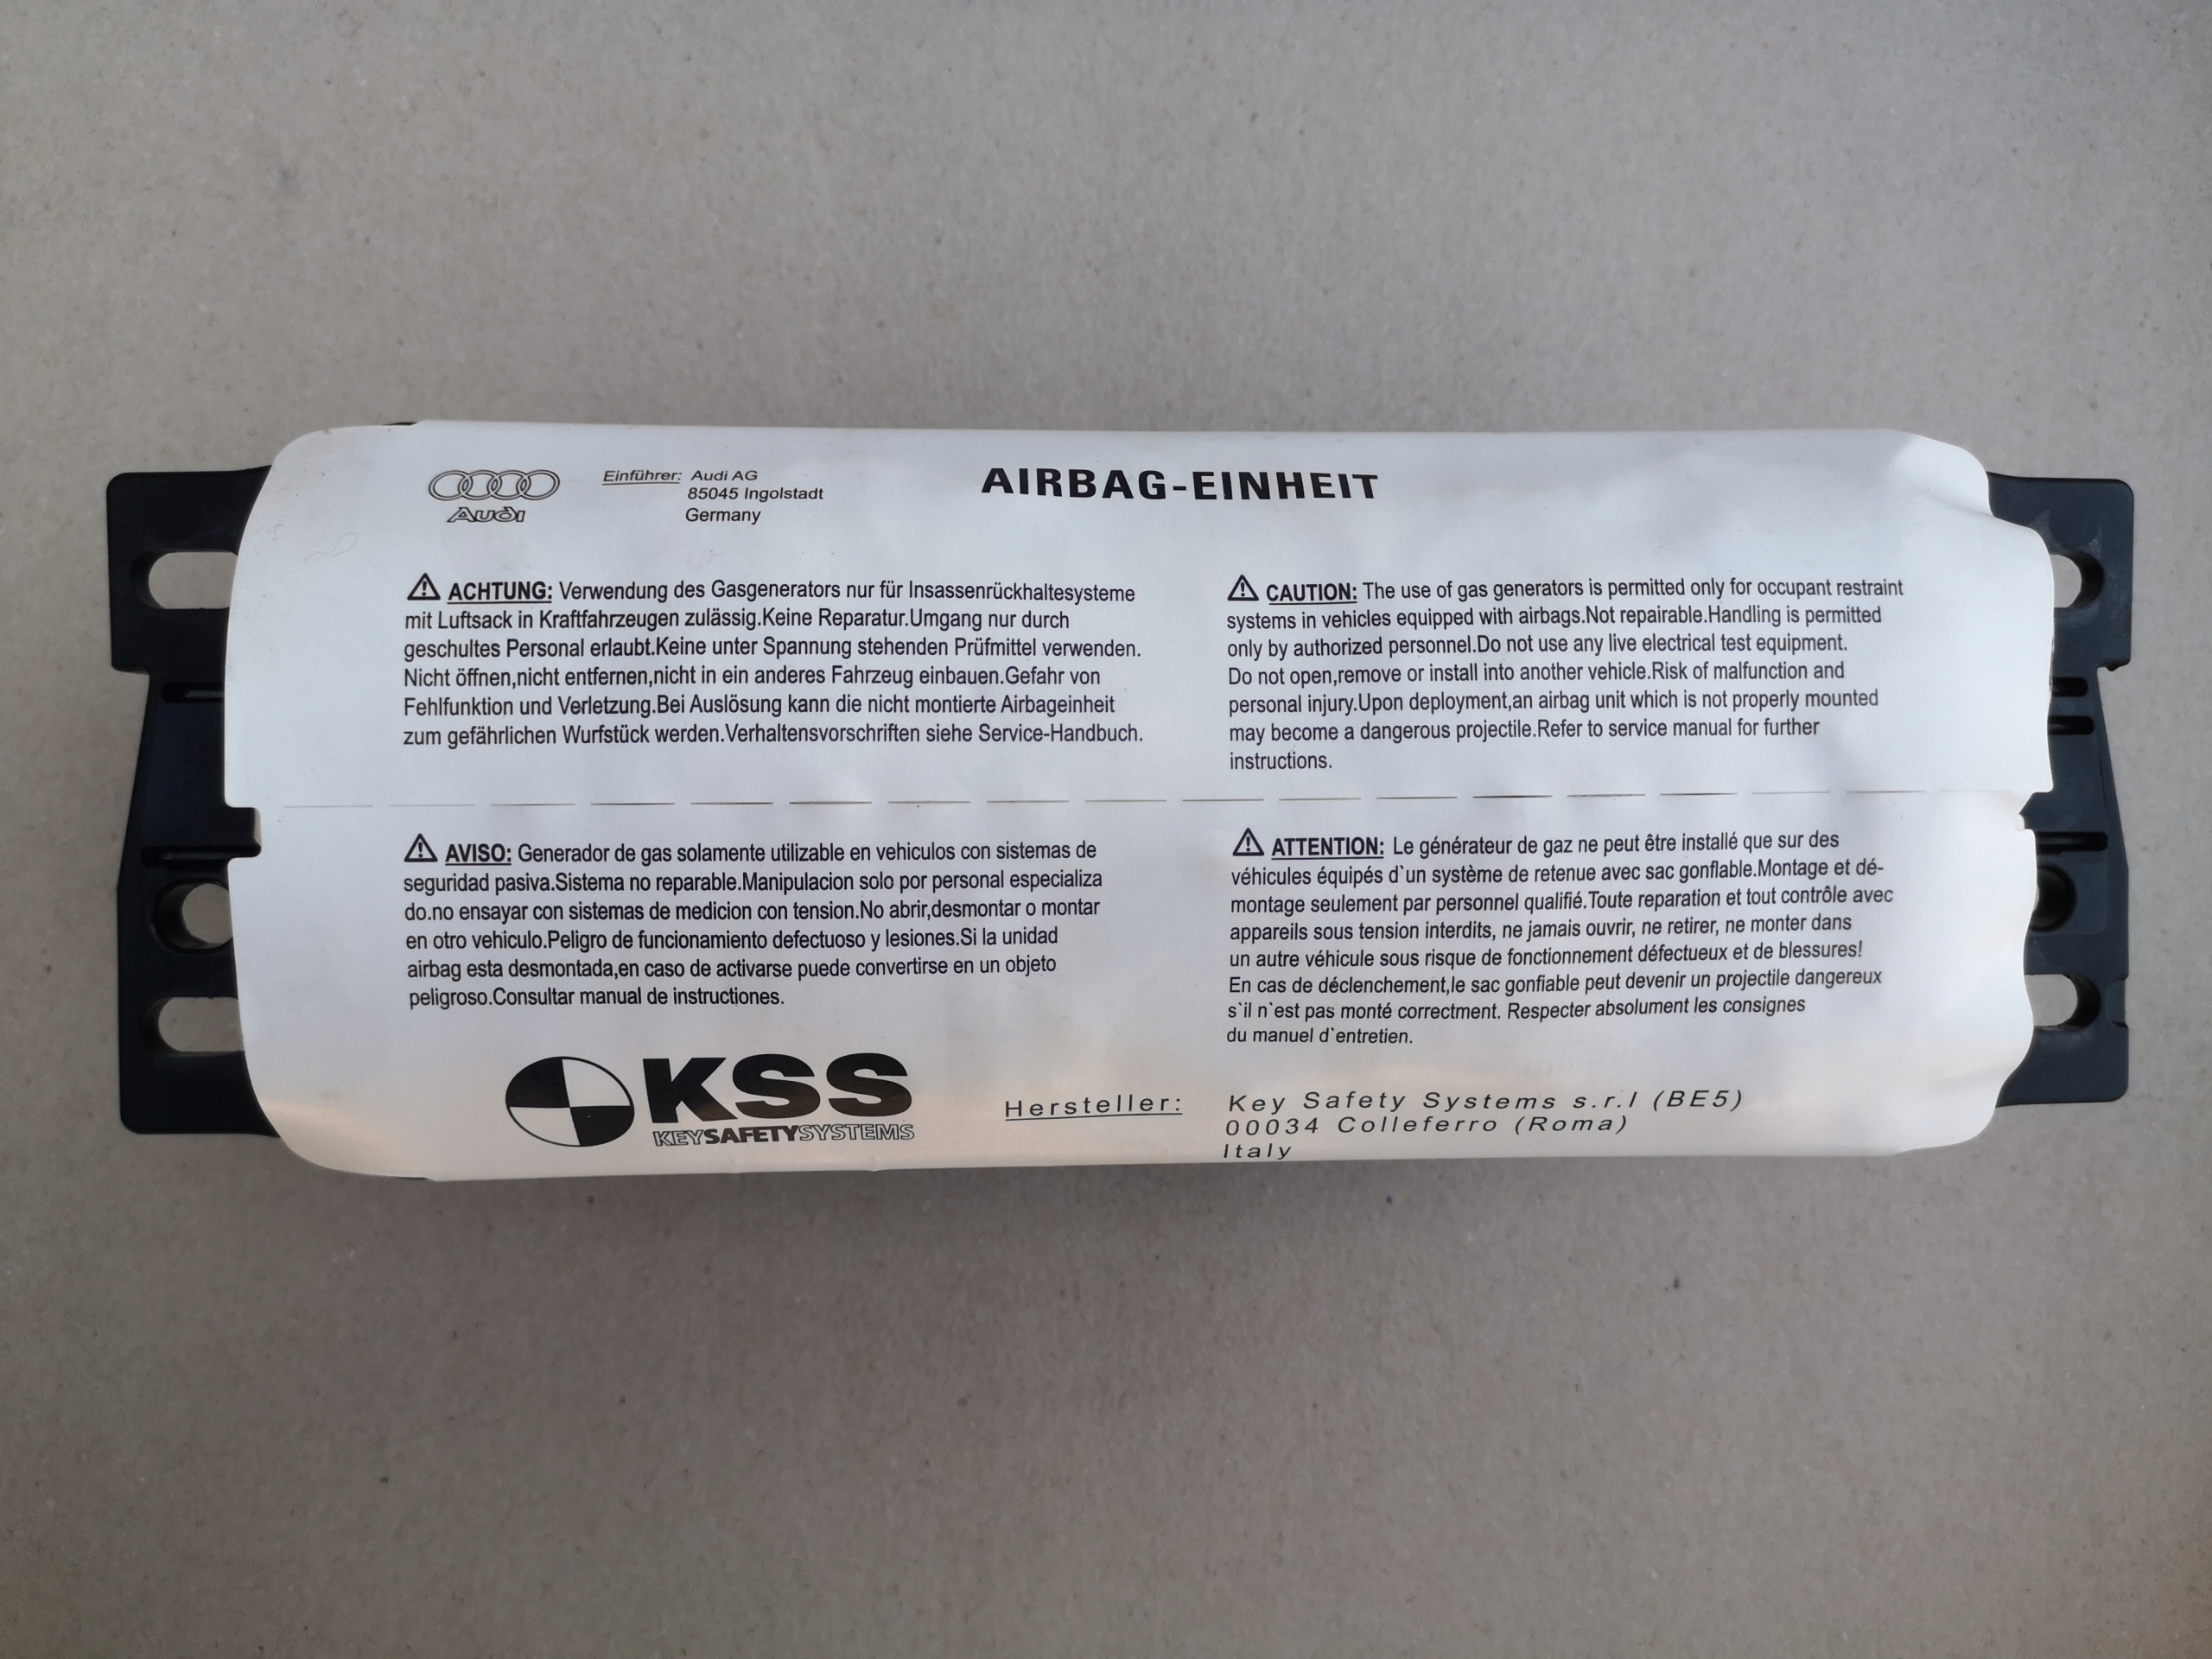 Audi
Einführer: Audi AG
85045 Ingolstadt
Germany
AIRBAG-EINHEIT
ACHTUNG: Verwendung des Gasgenerators nur für Insassenrückhaltesysteme
mit Luftsack in Kraftfahrzeugen zulässig.Keine Reparatur.Umgang nur durch
geschultes Personal erlaubt.Keine unter Spannung stehenden Prüfmittel verwenden.
Nicht öffnen,nicht entfernen,nicht in ein anderes Fahrzeug einbauen.Gefahr von
Fehlfunktion und Verletzung.Bei Auslösung kann die nicht montierte Airbageinheit
zum gefährlichen Wurfstück werden.Verhaltensvorschriften siehe Service-Handbuch.
CAUTION: The use of gas generators is permitted only for occupant restraint
systems in vehicles equipped with airbags.Not repairable.Handling is permitted
only by authorized personnel.Do not use any live electrical test equipment.
Do not open,remove or install into another vehicle.Risk of malfunction and
personal injury.Upon deployment,an airbag unit which is not properly mounted
may become a dangerous projectile.Refer to service manual for further
instructions.
AVISO: Generador de gas solamente utilizable en vehiculos con sistemas de
seguridad pasiva.Sistema no reparable.Manipulacion solo por personal especializa
do.no ensayar con sistemas de medicion con tension.No abrir,desmontar o montar
en otro vehiculo.Peligro de funcionamiento defectuoso y lesiones.Si la unidad
airbag esta desmontada,en caso de activarse puede convertirse en un objeto
peligroso.Consultar manual de instructiones.
ATTENTION: Le générateur de gaz ne peut être installé que sur des
véhicules équipés d`un système de retenue avec sac gonflable.Montage et dé-
montage seulement par personnel qualifié.Toute reparation et tout contrôle avec
appareils sous tension interdits, ne jamais ouvrir, ne retirer, ne monter dans
un autre véhicule sous risque de fonctionnement défectueux et de blessures!
En cas de déclenchement,le sac gonfiable peut devenir un projectile dangereux
s`il n`est pas monté correctment. Respecter absolument les consignes
du manuel d`entretien.
KSS
KEYSAFETYSYSTEMS
Hersteller: Key Safety Systems s.r.l (BE5)
00034 Colleferro (Roma)
Italy